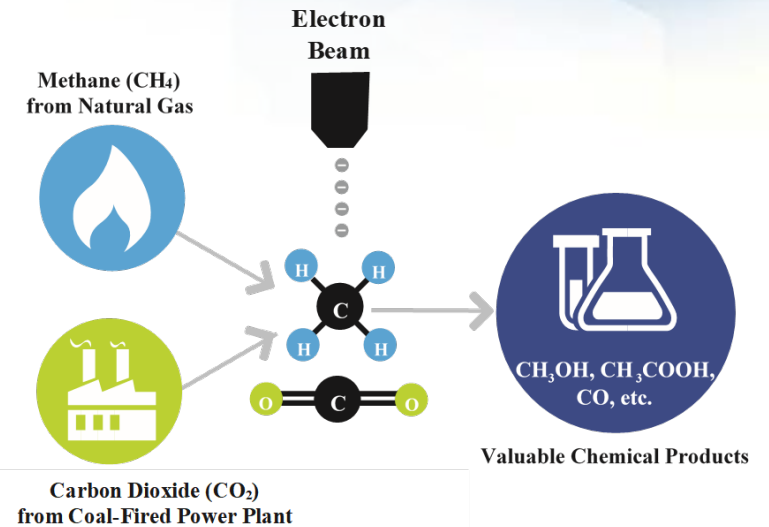 Electron
Beam
Methane (CH₄)
from Natural Gas
− 
−
−
−
H H
C
H H
O C O
CH₃OH, CH₃COOH,
CO, etc.
Valuable Chemical Products
Carbon Dioxide (CO₂)
from Coal-Fired Power Plant